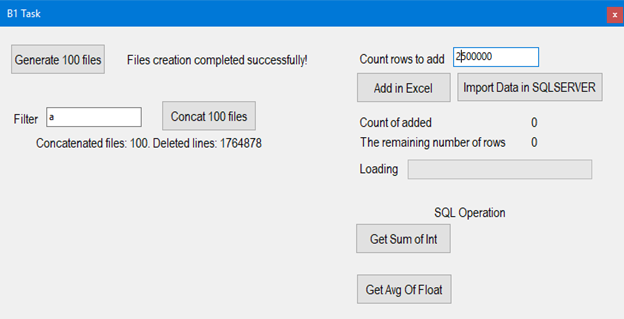 B1 Task
x
Generate 100 files
Files creation completed successfully!
Filter
a
Concat 100 files
Concatenated files: 100. Deleted lines: 1764878
Count rows to add
2500000
Add in Excel
Import Data in SQLSERVER
Count of added 0
The remaining number of rows 0
Loading
SQL Operation
Get Sum of Int
Get Avg Of Float